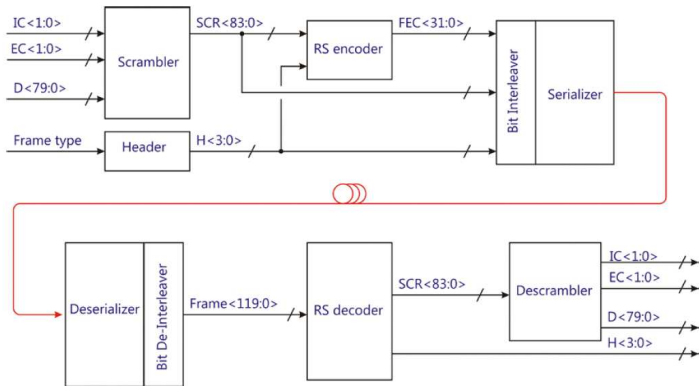 IC<1:0>
SCR<83:0>
FEC<31:0>
EC<1:0>
Scrambler
RS encoder
D<79:0>
Bit Interleaver
Serializer
Frame type
Header
H<3:0>
Deserializer
Bit De-Interleaver
Frame<119:0>
RS decoder
SCR<83:0>
Descrambler
IC<1:0>
EC<1:0>
D<79:0>
H<3:0>